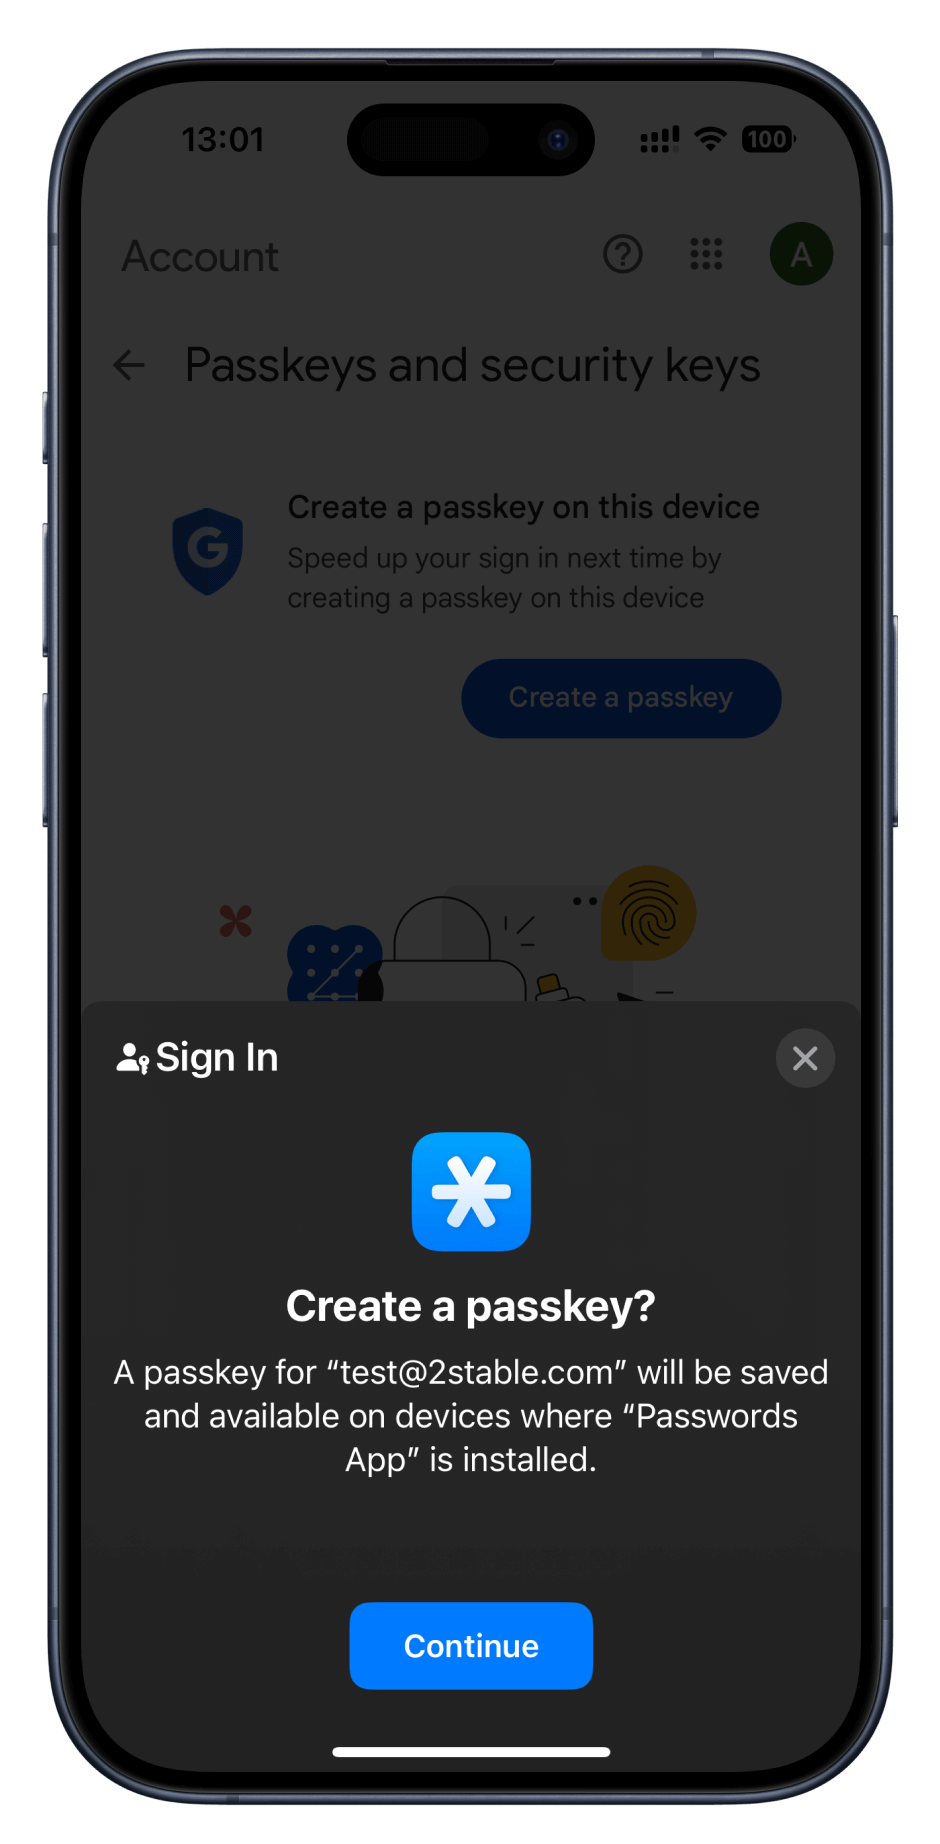 13:01
100
Account
A
Passkeys and security keys
G
Create a passkey on this device
Speed up your sign in next time by
creating a passkey on this device
Create a passkey
Sign In
Create a passkey?
A passkey for “test@2stable.com” will be saved
and available on devices where “Passwords
App” is installed.
Continue